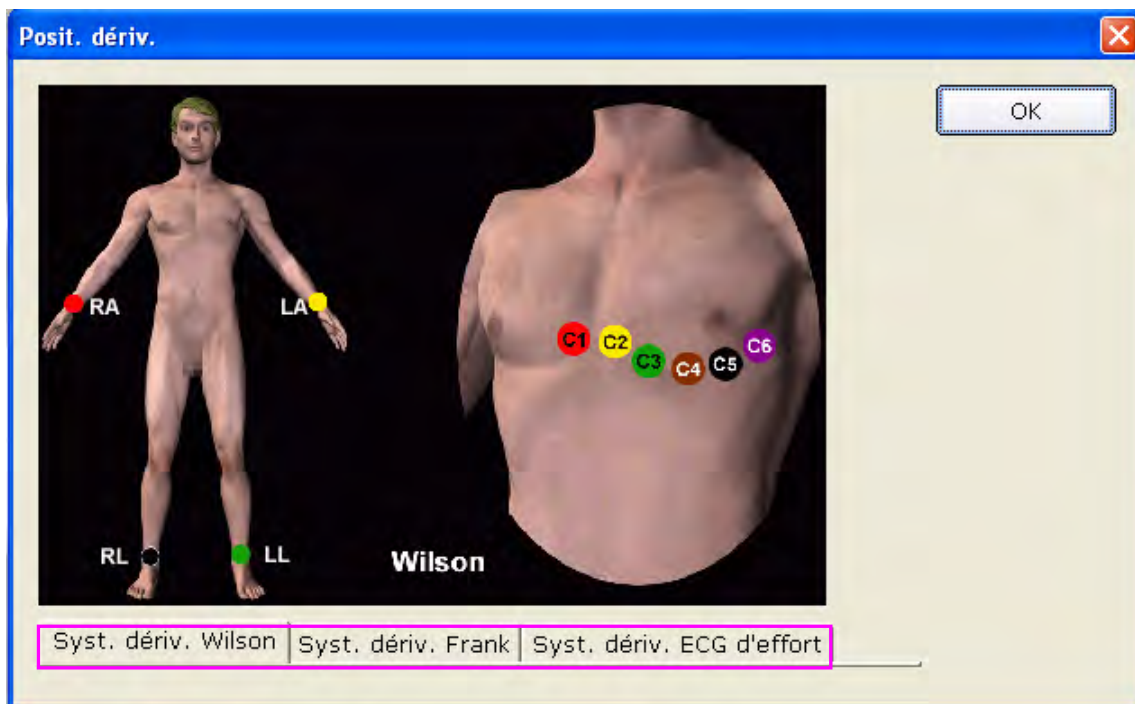 Posit. dériv.
OK
RA LA
C1 C2 C3 C4 C5 C6
RL LL
Wilson
Syst. dériv. Wilson Syst. dériv. Frank Syst. dériv. ECG d'effort